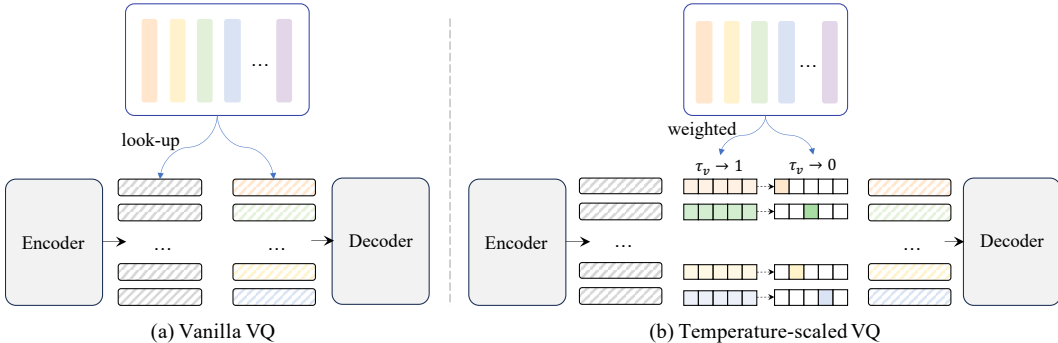 ...
look-up
Encoder
...
...
Decoder
(a) Vanilla VQ
...
weighted
τ_v → 1
τ_v → 0
Encoder
...
...
Decoder
(b) Temperature-scaled VQ